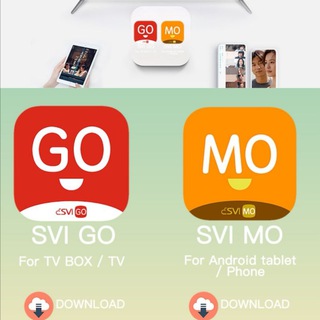 GO MO
GO MO
SVI GO SVI MO
SVI GO SVI MO
For TV BOX / TV For Android tablet
/ Phone
DOWNLOAD DOWNLOAD